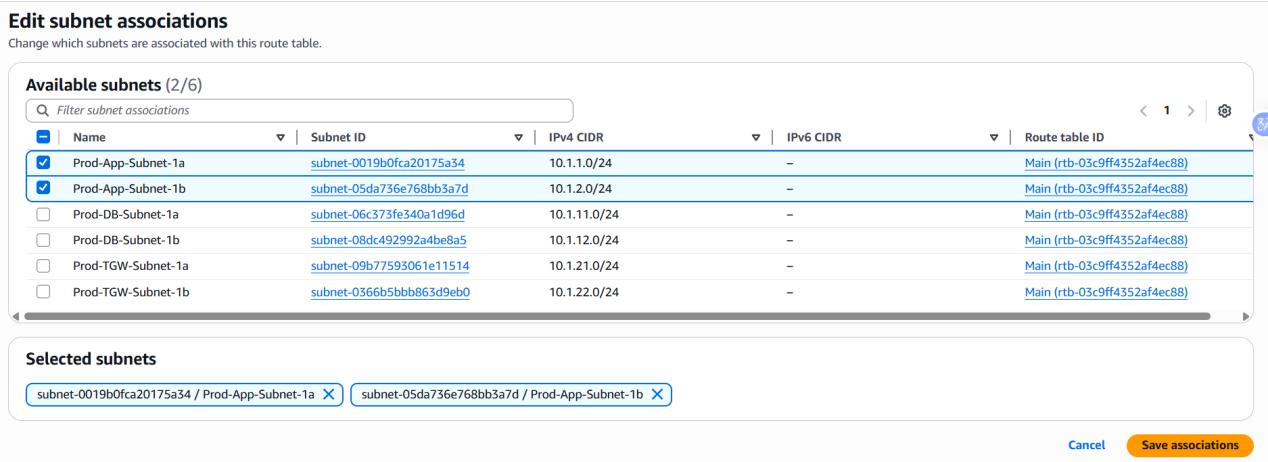 Edit subnet associations
Change which subnets are associated with this route table.
Available subnets (2/6)
Filter subnet associations
1
Name Subnet ID IPv4 CIDR IPv6 CIDR Route table ID
Prod-App-Subnet-1a subnet-0019b0fca20175a34 10.1.1.0/24 – Main (rtb-03c9ff4352af4ec88)
Prod-App-Subnet-1b subnet-05da736e768bb3a7d 10.1.2.0/24 – Main (rtb-03c9ff4352af4ec88)
Prod-DB-Subnet-1a subnet-06c373fe340a1d96d 10.1.11.0/24 – Main (rtb-03c9ff4352af4ec88)
Prod-DB-Subnet-1b subnet-08dc492992a4be8a5 10.1.12.0/24 – Main (rtb-03c9ff4352af4ec88)
Prod-TGW-Subnet-1a subnet-09b77593061e11514 10.1.21.0/24 – Main (rtb-03c9ff4352af4ec88)
Prod-TGW-Subnet-1b subnet-0366b5bbb863d9eb0 10.1.22.0/24 – Main (rtb-03c9ff4352af4ec88)
Selected subnets
subnet-0019b0fca20175a34 / Prod-App-Subnet-1a subnet-05da736e768bb3a7d / Prod-App-Subnet-1b
Cancel Save associations